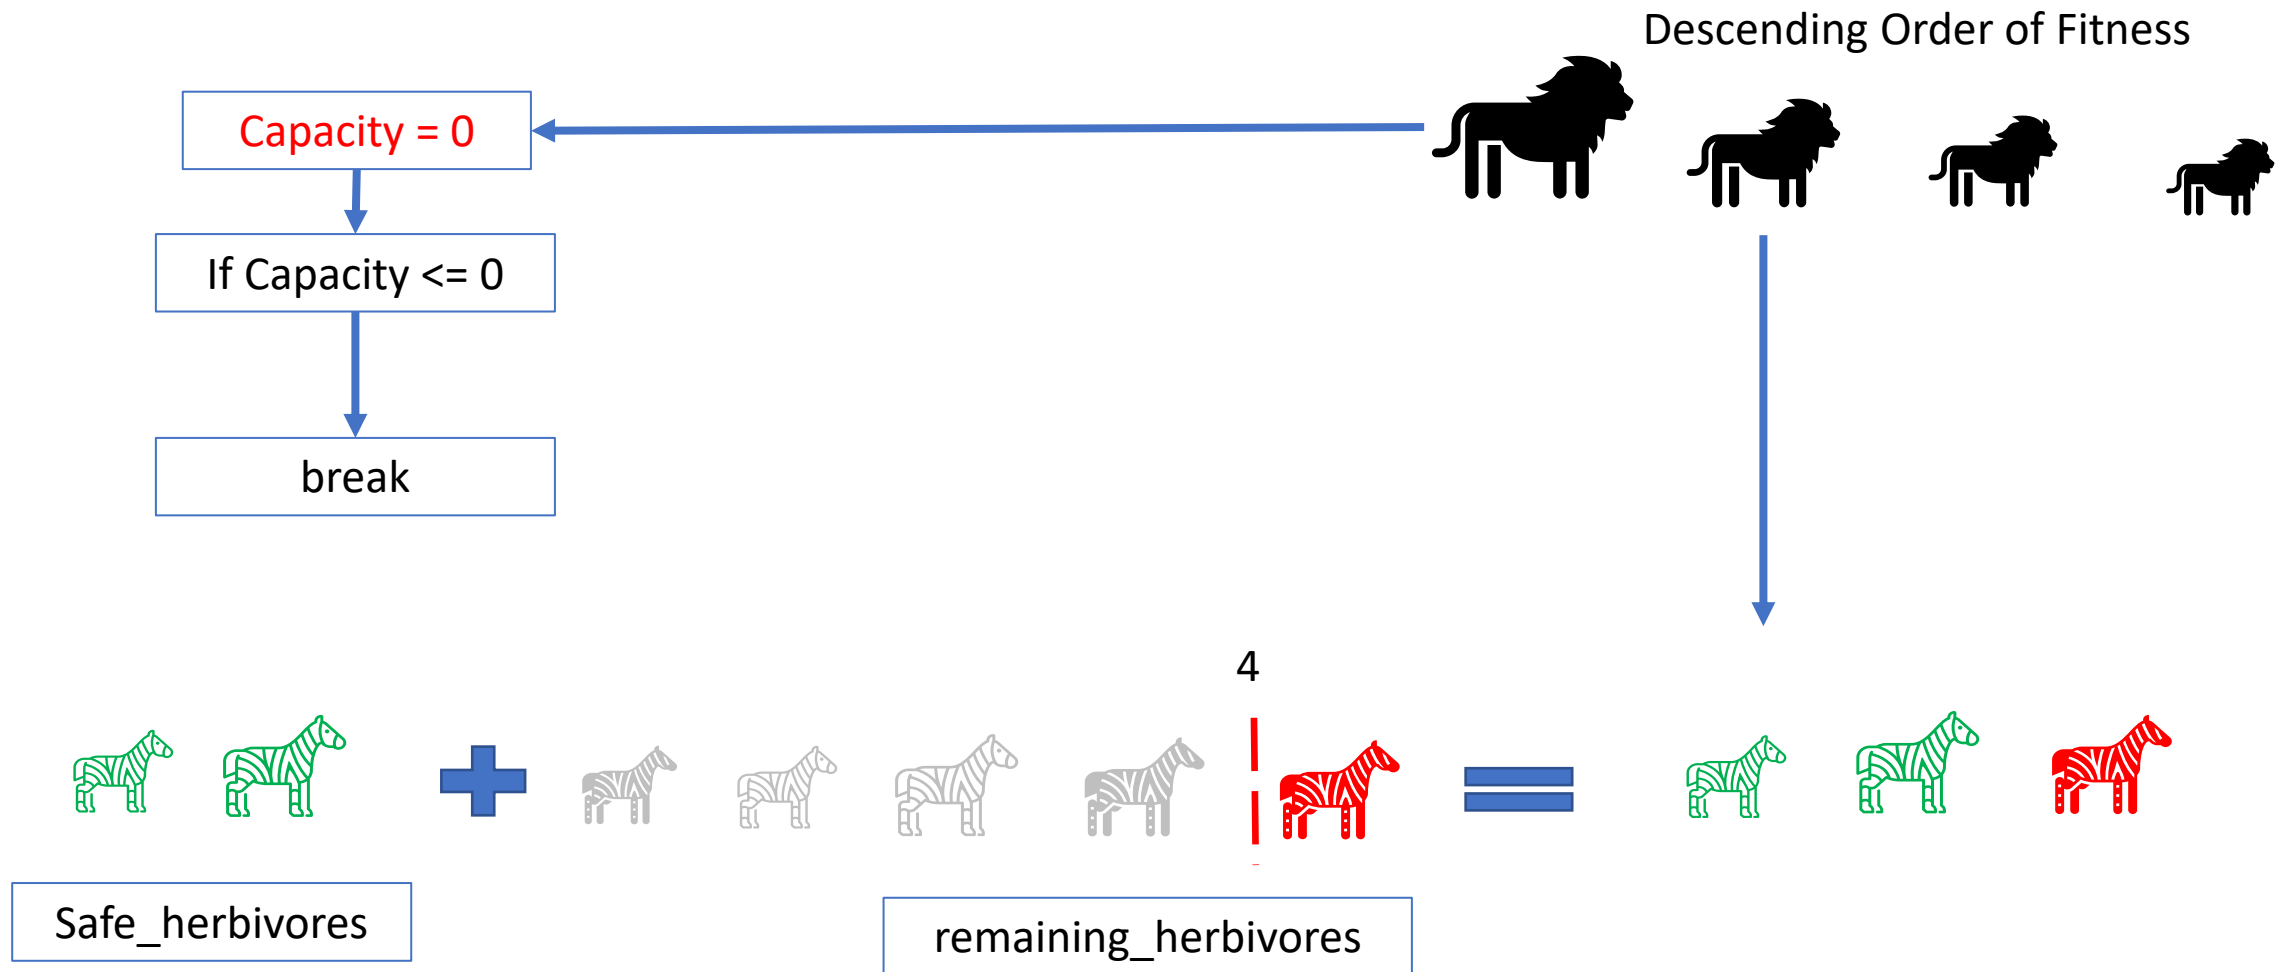 Descending Order of Fitness
Capacity = 0
If Capacity <= 0
break
4
Safe_herbivores
remaining_herbivores